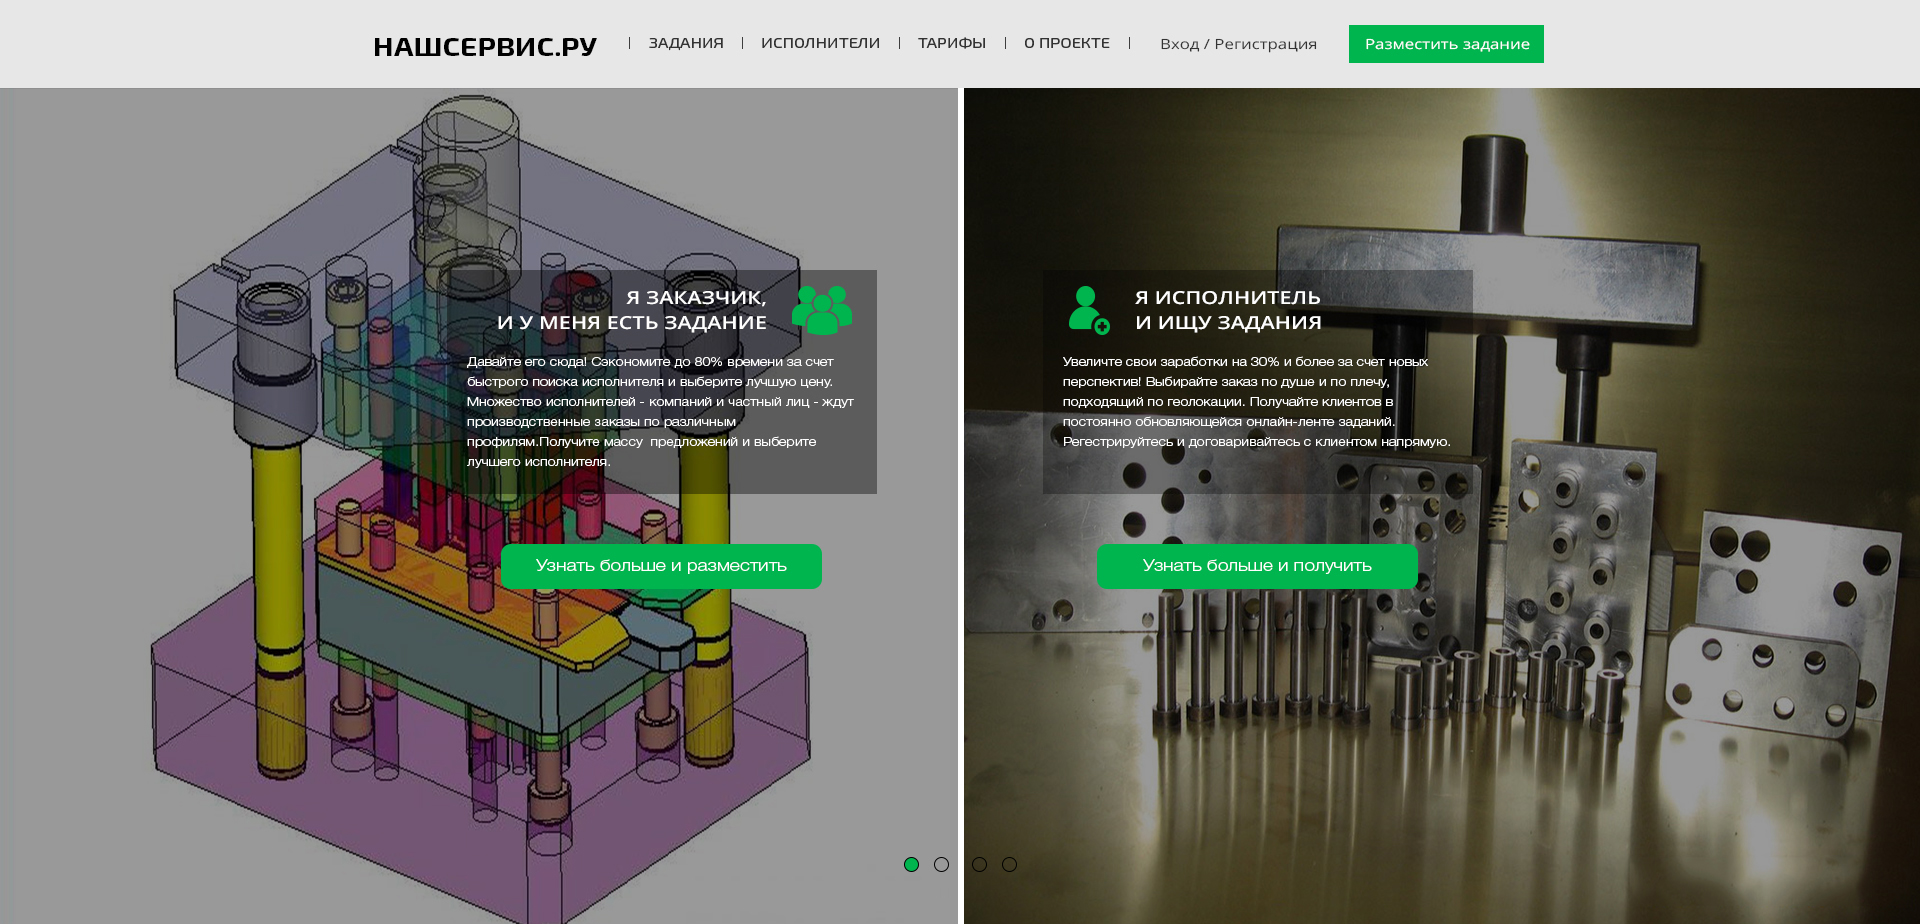 НАШСЕРВИС.РУ
ЗАДАНИЯ
ИСПОЛНИТЕЛИ
ТАРИФЫ
О ПРОЕКТЕ
Вход / Регистрация
Разместить задание
Я ЗАКАЗЧИК,
И У МЕНЯ ЕСТЬ ЗАДАНИЕ
Давайте его сюда! Сэкономите до 80% времени за счет
быстрого поиска исполнителя и выберите лучшую цену.
Множество исполнителей - компаний и частный лиц - ждут
производственные заказы по различным
профилям.Получите массу предложений и выберите
лучшего исполнителя.
Узнать больше и разместить
Я ИСПОЛНИТЕЛЬ
И ИЩУ ЗАДАНИЯ
Увеличте свои заработки на 30% и более за счет новых
перспектив! Выбирайте заказ по душе и по плечу,
подходящий по геолокации. Получайте клиентов в
постоянно обновляющейся онлайн-ленте заданий.
Регестрируйтесь и договаривайтесь с клиентом напрямую.
Узнать больше и получить